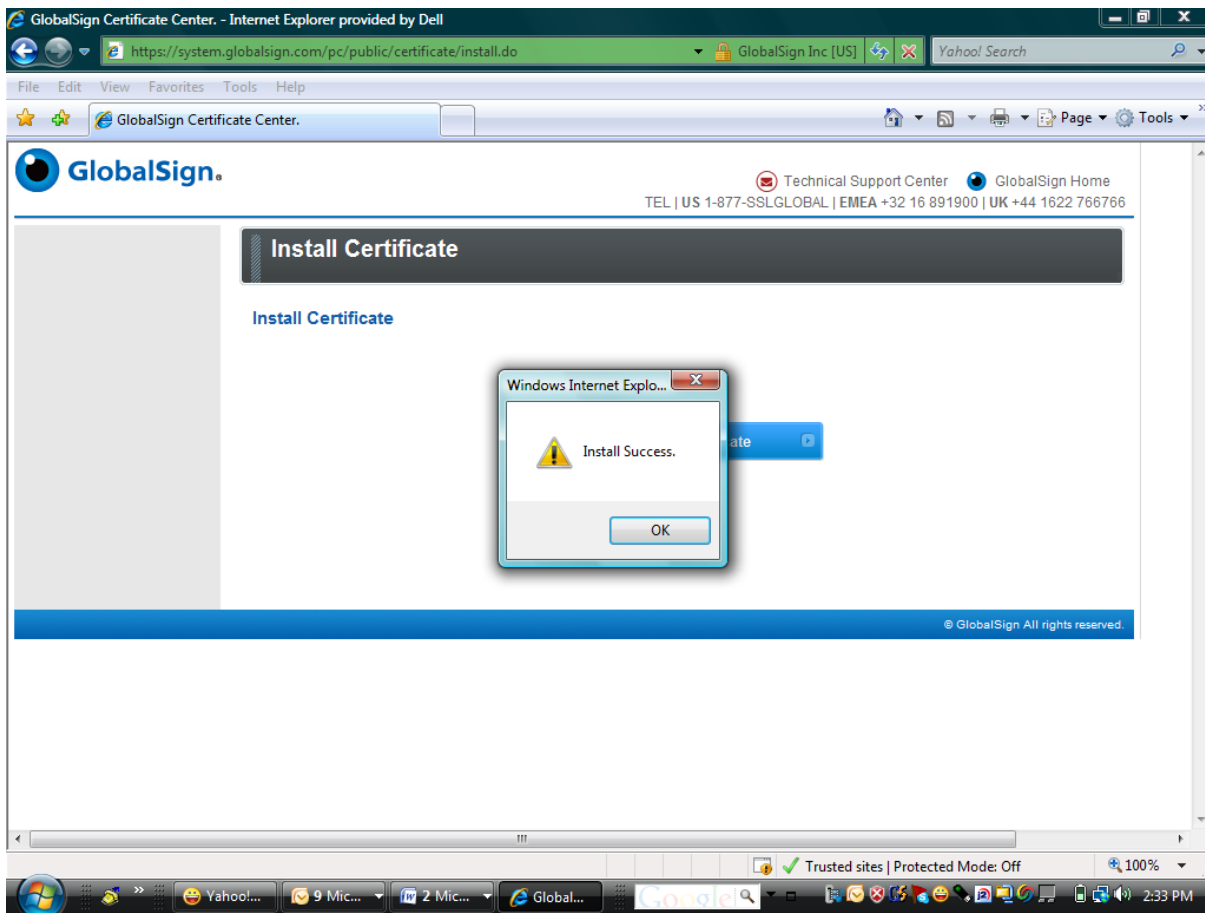 GlobalSign Certificate Center. - Internet Explorer provided by Dell
https://system.globalsign.com/pc/public/certificate/install.do GlobalSign Inc [US] Yahoo! Search
File Edit View Favorites Tools Help
GlobalSign Certificate Center. Page Tools
GlobalSign.
Technical Support Center GlobalSign Home
TEL | US 1-877-SSLGLOBAL | EMEA +32 16 891900 | UK +44 1622 766766
Install Certificate
Install Certificate
Windows Internet Explo...
ate
Install Success.
OK
© GlobalSign All rights reserved.
Trusted sites | Protected Mode: Off 100%
Yahoo!... 9 Mic... 2 Mic... Global... Google 2:33 PM